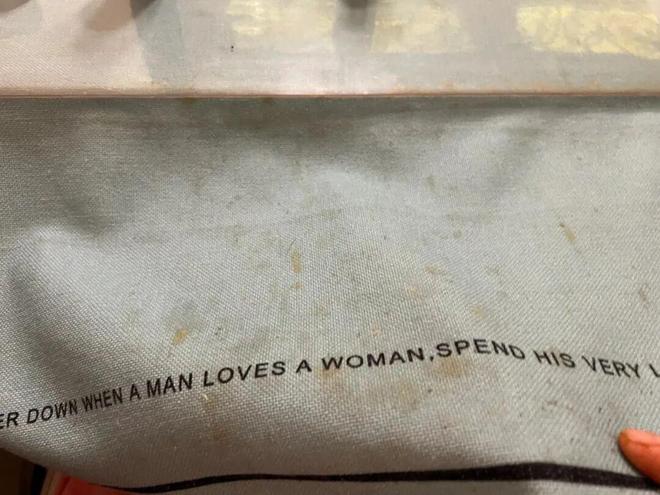 ER DOWN WHEN A MAN LOVES A WOMAN,SPEND HIS VERY L